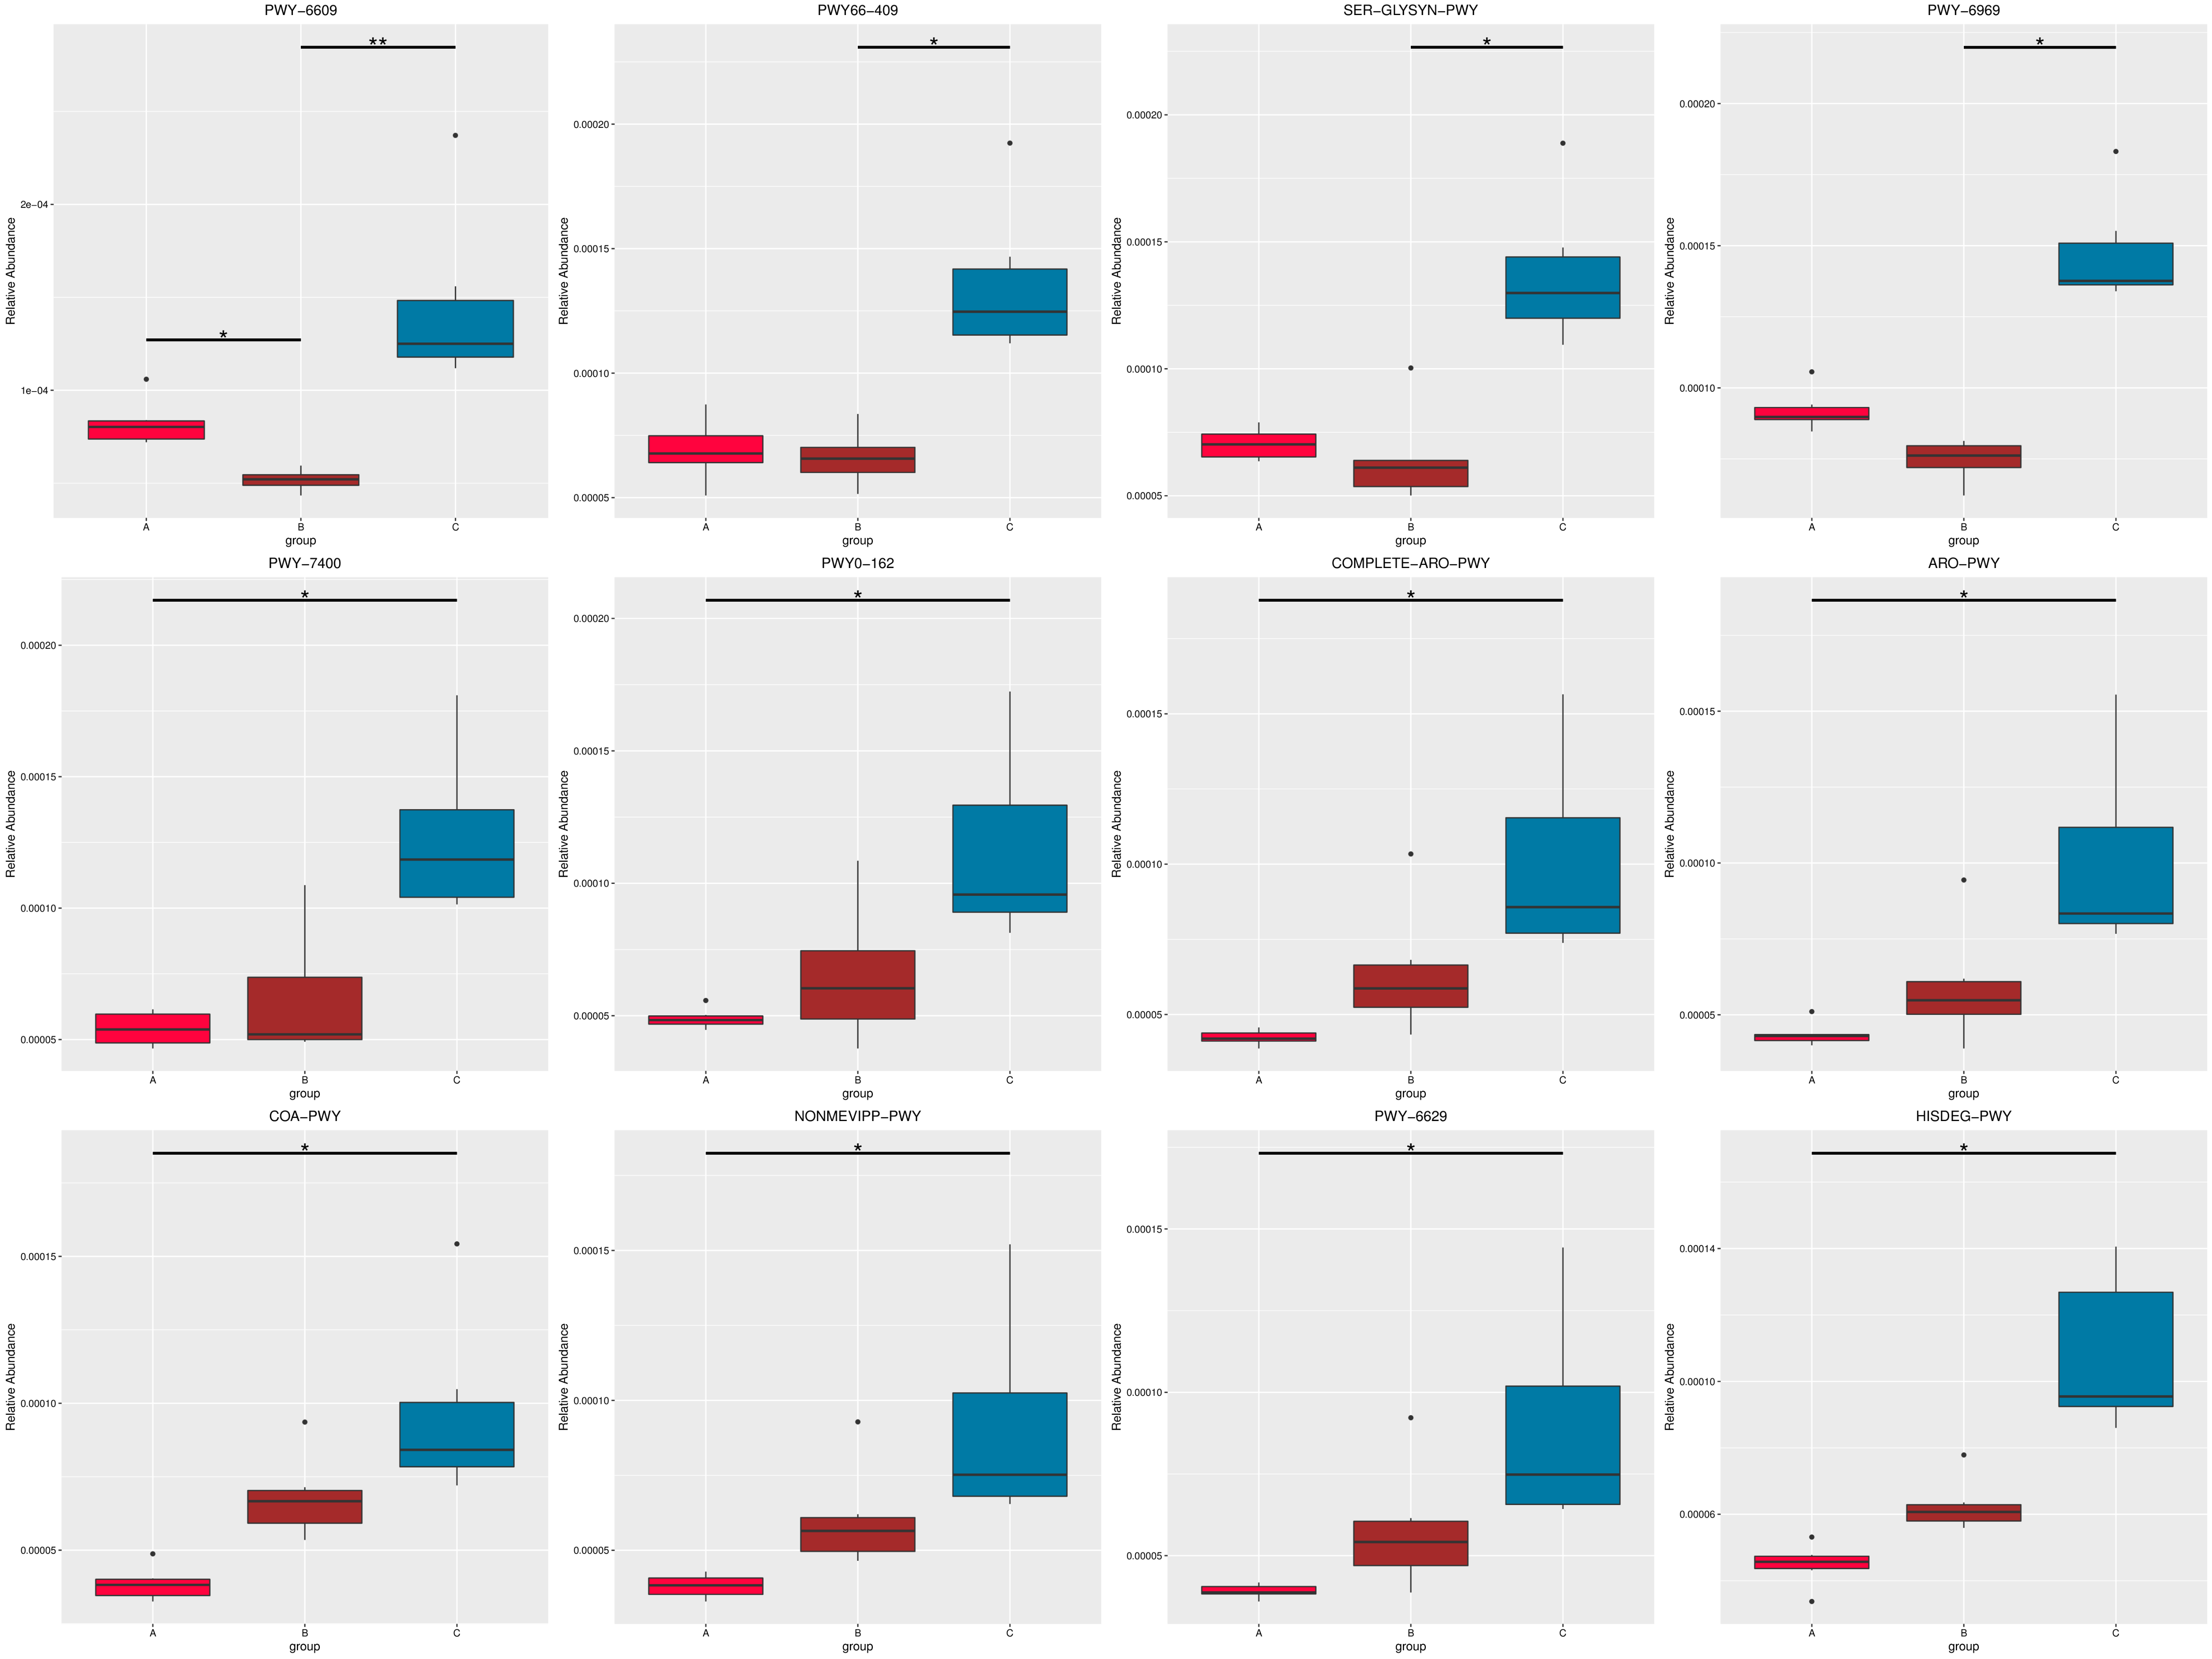 PWY−6609
**
*
Relative Abundance
2e−04
1e−04
A B C
group
PWY66−409
*
Relative Abundance
0.00020
0.00015
0.00010
0.00005
A B C
group
SER−GLYSYN−PWY
*
Relative Abundance
0.00020
0.00015
0.00010
0.00005
A B C
group
PWY−6969
*
Relative Abundance
0.00020
0.00015
0.00010
A B C
group
PWY−7400
*
Relative Abundance
0.00020
0.00015
0.00010
0.00005
A B C
group
PWY0−162
*
Relative Abundance
0.00020
0.00015
0.00010
0.00005
A B C
group
COMPLETE−ARO−PWY
*
Relative Abundance
0.00015
0.00010
0.00005
A B C
group
ARO−PWY
*
Relative Abundance
0.00015
0.00010
0.00005
A B C
group
COA−PWY
*
Relative Abundance
0.00015
0.00010
0.00005
A B C
group
NONMEVIPP−PWY
*
Relative Abundance
0.00015
0.00010
0.00005
A B C
group
PWY−6629
*
Relative Abundance
0.00015
0.00010
0.00005
A B C
group
HISDEG−PWY
*
Relative Abundance
0.00014
0.00010
0.00006
A B C
group